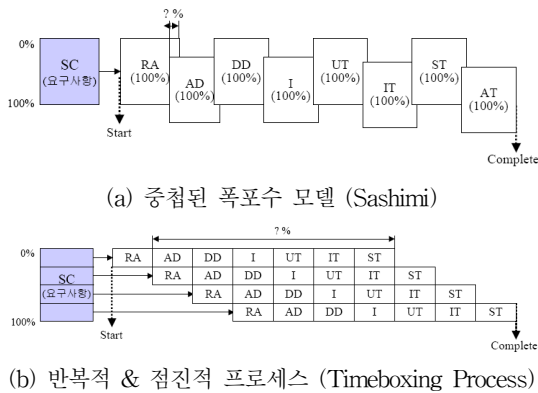 ? %
0%
SC
(요구사항)
100%
RA
(100%)
AD
(100%)
DD
(100%)
I
(100%)
UT
(100%)
IT
(100%)
ST
(100%)
AT
(100%)
Start
Complete
(a) 중첩된 폭포수 모델 (Sashimi)
? %
0%
SC
(요구사항)
100%
RA AD DD I UT IT ST
RA AD DD I UT IT ST
RA AD DD I UT IT ST
RA AD DD I UT IT ST
Start
Complete
(b) 반복적 & 점진적 프로세스 (Timeboxing Process)